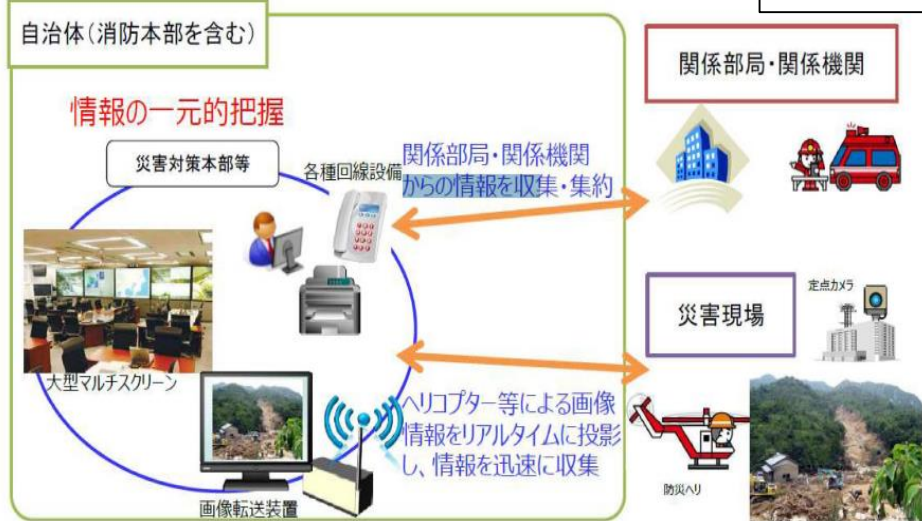 自治体(消防本部を含む)
情報の一元的把握
災害対策本部等
各種回線設備
大型マルチスクリーン
画像転送装置
関係部局・関係機関
からの情報を収集・集約
ヘリコプター等による画像
情報をリアルタイムに投影
し、情報を迅速に収集
関係部局・関係機関
災害現場
定点カメラ
防災ヘリ